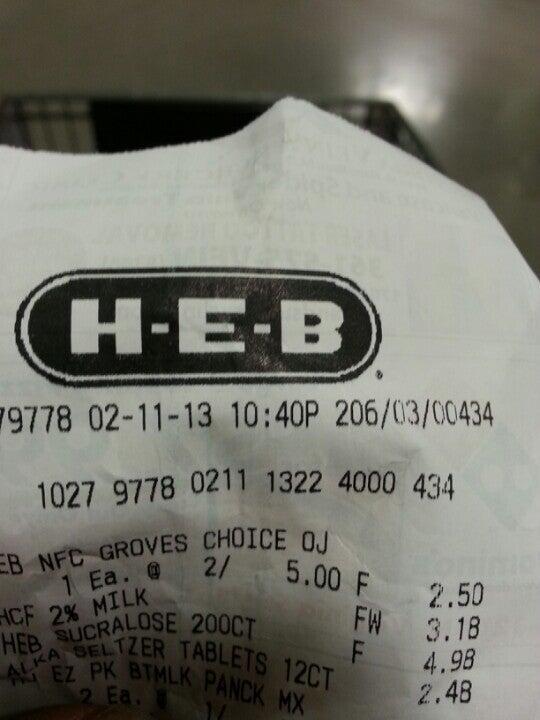 H-E-B
79778 02-11-13 10:40P 206/03/00434
1027 9778 0211 1322 4000 434
EB NFC GROVES CHOICE OJ
1 Ea. @ 2/ 5.00 F 2.50
HCF 2% MILK FW 3.18
HEB SUCRALOSE 200CT F 4.98
ALKA SELTZER TABLETS 12CT 2.48
EZ PK BTMLK PANCK MX
2 Ea. @ 1/